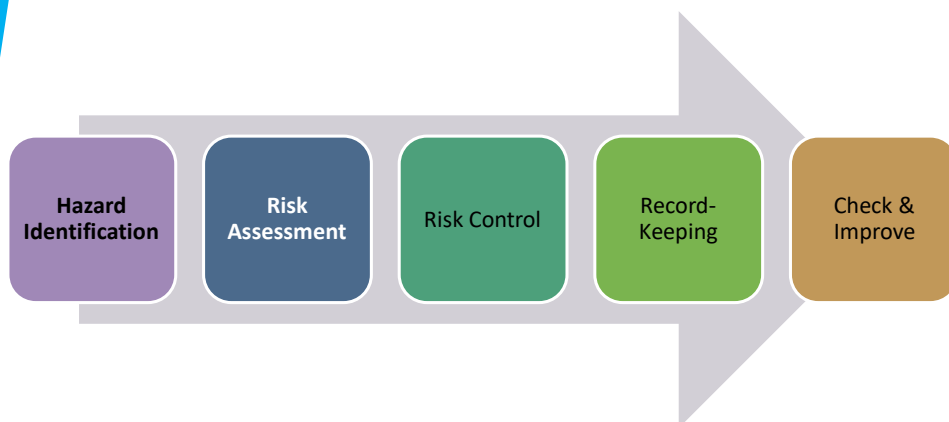 Hazard
Identification
Risk
Assessment
Risk Control
Record-
Keeping
Check &
Improve